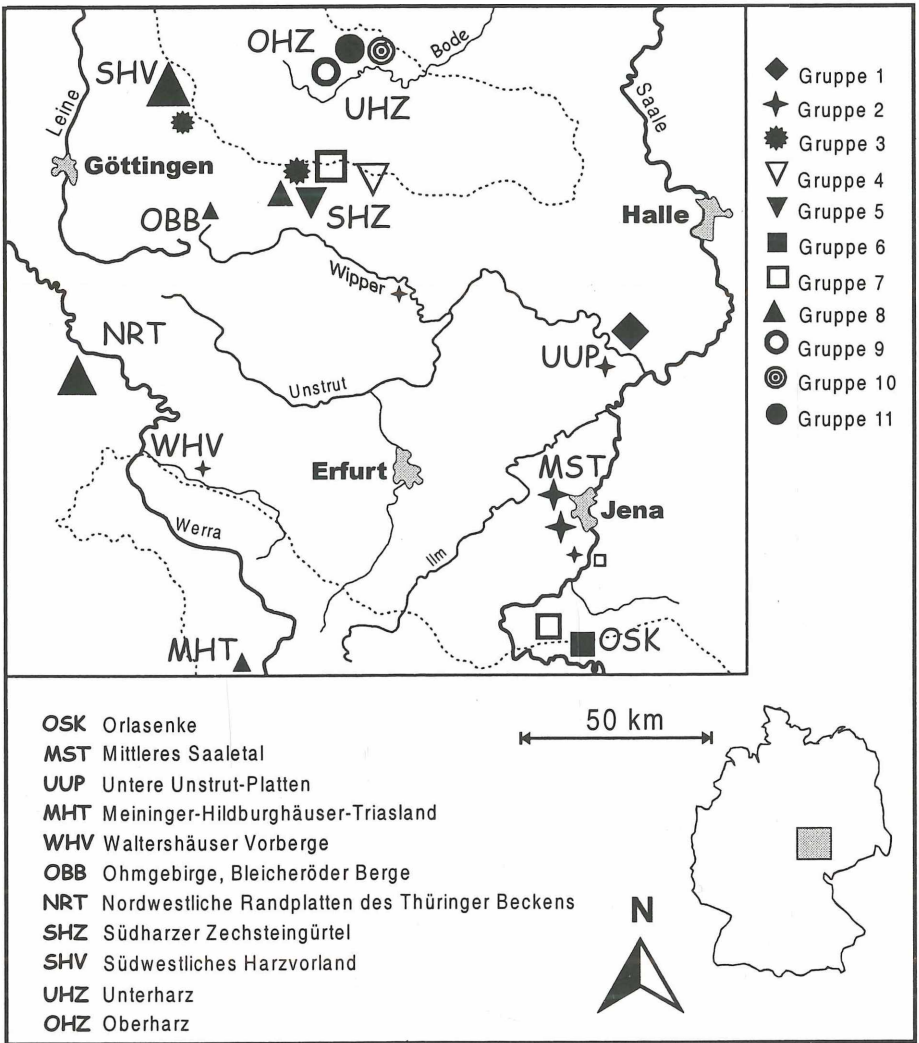 OHZ
Bode
SHV
UHZ
Leine
Saale
Göttingen
SHZ
OBB
Halle
Wipper
NRT
UUP
Unstrut
WHV
Erfurt
MST
Jena
Werra
Ilm
MHT
OSK
Gruppe 1
Gruppe 2
Gruppe 3
Gruppe 4
Gruppe 5
Gruppe 6
Gruppe 7
Gruppe 8
Gruppe 9
Gruppe 10
Gruppe 11
OSK Orlasenke
MST Mittleres Saaletal
UUP Untere Unstrut-Platten
MHT Meininger-Hildburghäuser-Triasland
WHV Waltershäuser Vorberge
OBB Ohmgebirge, Bleicheröder Berge
NRT Nordwestliche Randplatten des Thüringer Beckens
SHZ Südharzer Zechsteingürtel
SHV Südwestliches Harzvorland
UHZ Unterharz
OHZ Oberharz
50 km
N